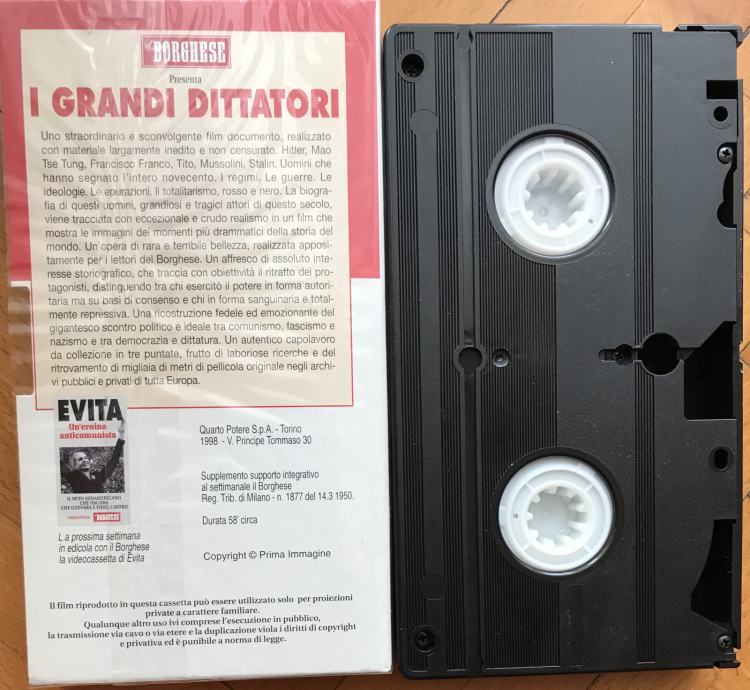 il BORGHESE
Presenta
I GRANDI DITTATORI
Uno straordinario e sconvolgente film documento, realizzato
con materiale largamente inedito e non censurato. Hitler, Mao
Tse Tung, Francisco Franco, Tito, Mussolini, Stalin. Uomini che
hanno segnato l'intero novecento. I regimi. Le guerre. Le
ideologie. Le epurazioni. Il totalitarismo, rosso e nero. La biogra-
fia di questi uomini, grandiosi e tragici attori di questo secolo,
viene tracciata con eccezionale e crudo realismo in un film che
mostra le immagini dei momenti più drammatici della storia del
mondo. Un'opera di rara e terribile bellezza, realizzata apposi-
tamente per i lettori del Borghese. Un affresco di assoluto inte-
resse storiografico, che traccia con obiettività il ritratto dei pro-
tagonisti, distinguendo tra chi esercitò il potere in forma autori-
taria ma su basi di consenso e chi in forma sanguinaria e total-
mente repressiva. Una ricostruzione fedele ed emozionante del
gigantesco scontro politico e ideale tra comunismo, fascismo e
nazismo e tra democrazia e dittatura. Un autentico capolavoro
da collezione in tre puntate, frutto di laboriose ricerche e del
ritrovamento di migliaia di metri di pellicola originale negli archi-
vi pubblici e privati di tutta Europa.
EVITA
Un'eroina
anticomunista
IL MITO SUDAMERICANO
CHE OSCURA
CHE GUEVARA E FIDEL CASTRO
VIDEOTECA il BORGHESE
La prossima settimana
in edicola con il Borghese
la videocassetta di Evita
Quarto Potere S.p.A. - Torino
1998 - V. Principe Tommaso 30
Supplemento supporto integrativo
al settimanale il Borghese
Reg. Trib. di Milano - n. 1877 del 14.3 1950.
Durata 58' circa
Copyright © Prima Immagine
Il film riprodotto in questa cassetta può essere utilizzato solo per proiezioni
private a carattere familiare.
Qualunque altro uso ivi comprese l'esecuzione in pubblico,
la trasmissione via cavo o via etere e la duplicazione viola i diritti di copyright
e privativa ed è punibile a norma di legge.